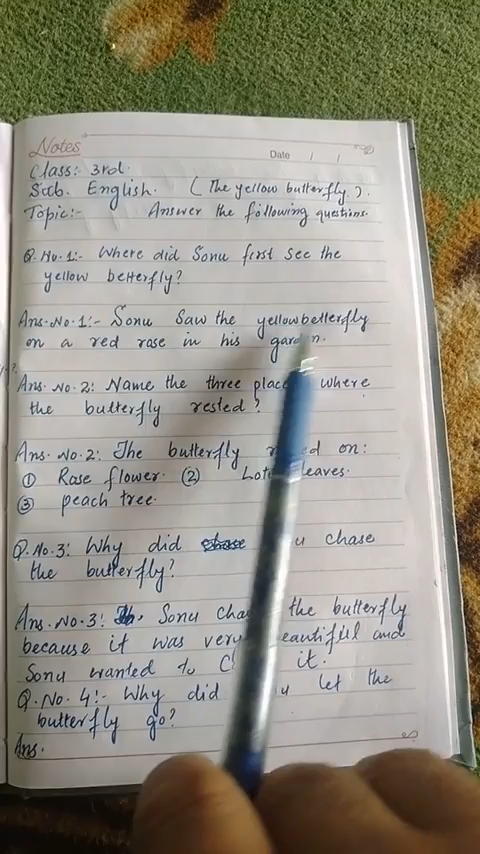 Notes
Date / /
Class:- 3rd.
Sub. English. (The yellow butterfly).
Topic:- Answer the following questions.
Q.No.1:- Where did Sonu first see the
yellow betterfly?
Ans.No.1:- Sonu Saw the yellowbetterfly
on a red rose in his
Ans.No.2: Name the three where
the butterfly rested?
Ans.No.2: The butterfly on:
① Rose flower. ② leaves.
③ peach tree.
Q.No.3: Why did chase
the butterfly?
Ans.No.3: Sonu the butterfly
because it was very and
Sonu wanted to it.
Q.No.4:- Why did let the
butterfly go?
Ans.